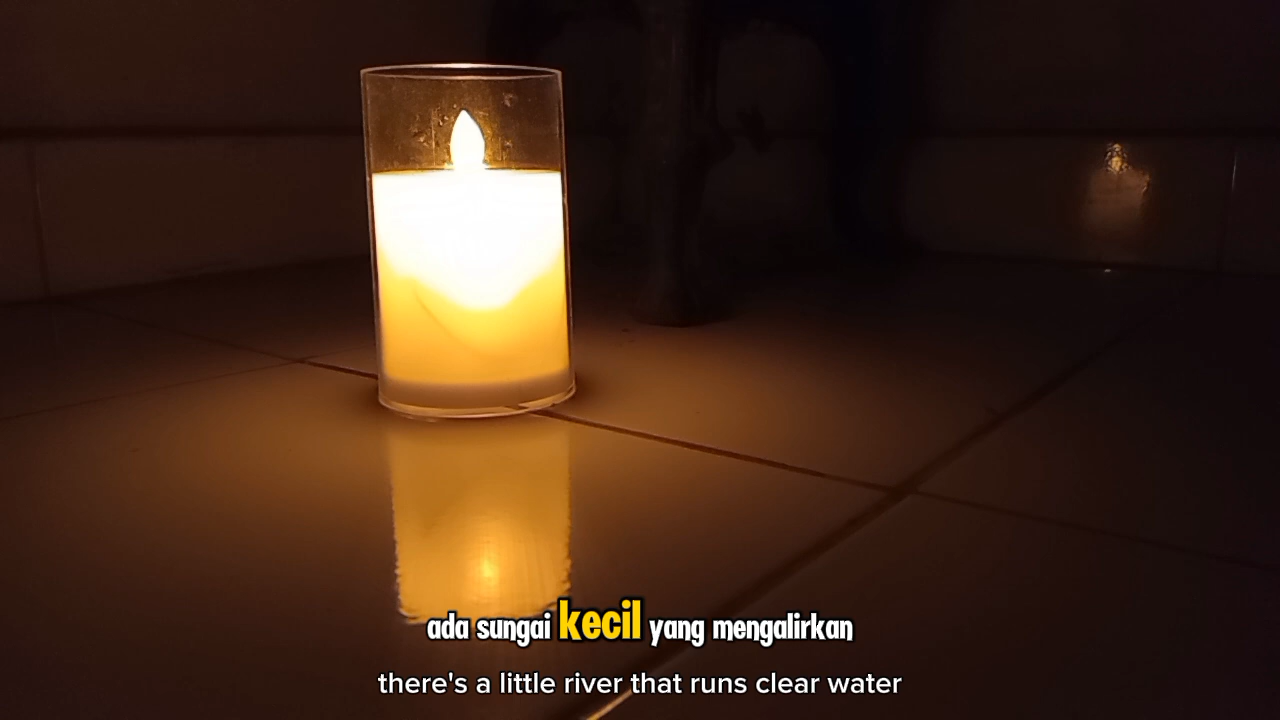 ada sungai kecil yang mengalirkan
there's a little river that runs clear water